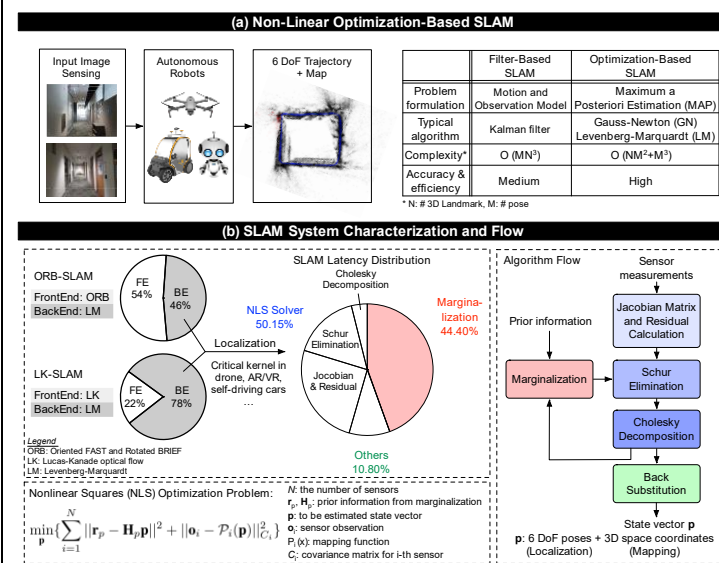 (a) Non-Linear Optimization-Based SLAM
Input Image
Sensing
Autonomous
Robots
6 DoF Trajectory
+ Map
Filter-Based
SLAM
Optimization-Based
SLAM
Problem
formulation
Motion and
Observation Model
Maximum a
Posteriori Estimation (MAP)
Typical
algorithm
Kalman filter
Gauss-Newton (GN)
Levenberg-Marquardt (LM)
Complexity*
O (MN³)
O (NM²+M³)
Accuracy &
efficiency
Medium
High
* N: # 3D Landmark, M: # pose
(b) SLAM System Characterization and Flow
ORB-SLAM
FrontEnd: ORB
BackEnd: LM
FE
54%
BE
46%
LK-SLAM
FrontEnd: LK
BackEnd: LM
FE
22%
BE
78%
Legend
ORB: Oriented FAST and Rotated BRIEF
LK: Lucas-Kanade optical flow
LM: Levenberg-Marquardt
Localization
Critical kernel in
drone, AR/VR,
self-driving cars
...
SLAM Latency Distribution
Cholesky
Decomposition
NLS Solver
50.15%
Schur
Elimination
Jocobian
& Residual
Margina-
lization
44.40%
Others
10.80%
Algorithm Flow
Sensor
measurements
Jacobian Matrix
and Residual
Calculation
Prior information
Marginalization
Schur
Elimination
Cholesky
Decomposition
Back
Substitution
State vector p
p: 6 DoF poses + 3D space coordinates
(Localization) (Mapping)
Nonlinear Squares (NLS) Optimization Problem:
min_p{∑_{i=1}^{N} ||r_p − H_p p||² + ||o_i − P_i(p)||²_{C_i}}
N: the number of sensors
r_p, H_p: prior information from marginalization
p: be estimated state vector
o_i: sensor observation
P_i(x): mapping function
C_i: covariance matrix for i-th sensor